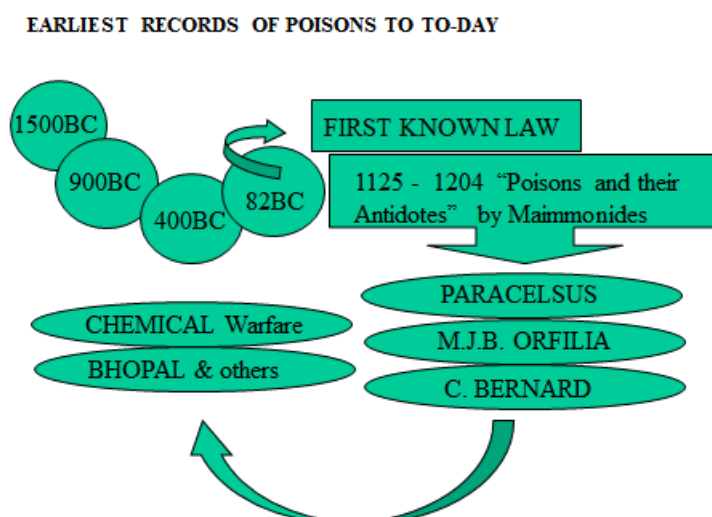 EARLIEST RECORDS OF POISONS TO TO-DAY
1500BC
900BC
400BC
82BC
FIRST KNOWN LAW
1125 - 1204 “Poisons and their
Antidotes” by Maimmonides
PARACELSUS
M.J.B. ORFILIA
C. BERNARD
CHEMICAL Warfare
BHOPAL & others